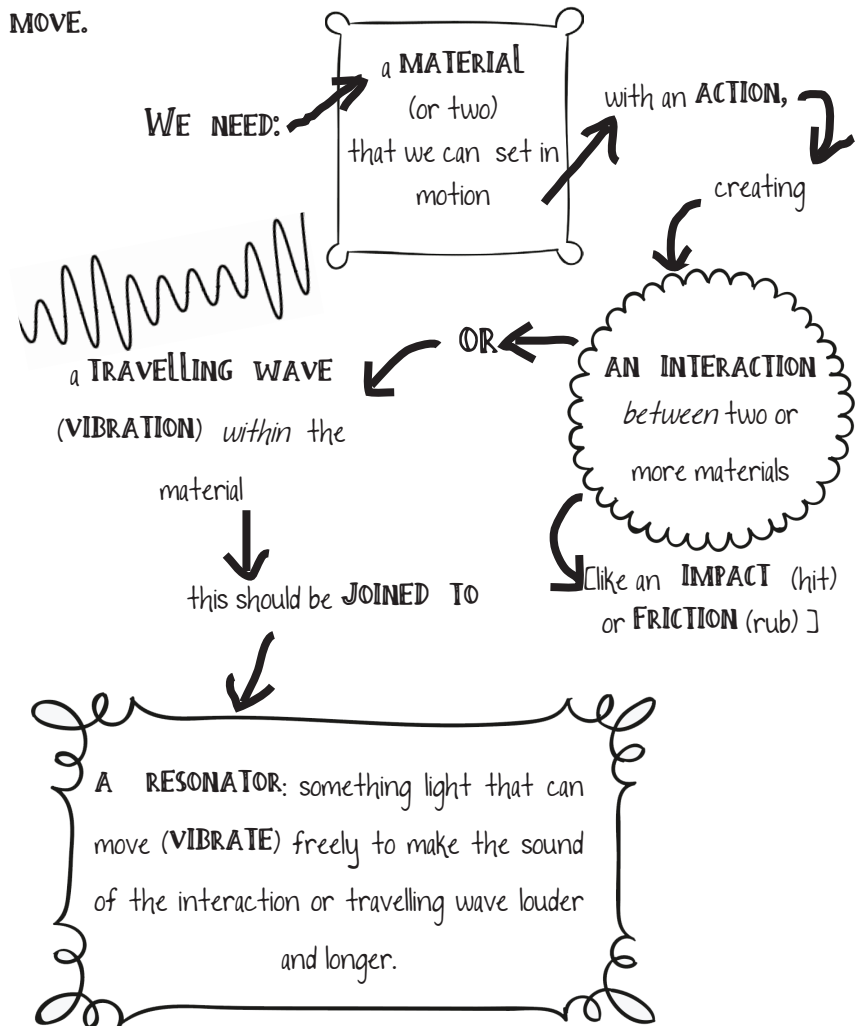 MOVE.
WE NEED:
a MATERIAL
(or two)
that we can set in
motion
with an ACTION,
creating
AN INTERACTION
between two or
more materials
[like an IMPACT (hit)
or FRICTION (rub) ]
OR
a TRAVELLING WAVE
(VIBRATION) within the
material
this should be JOINED TO
A RESONATOR: something light that can
move (VIBRATE) freely to make the sound
of the interaction or travelling wave louder
and longer.